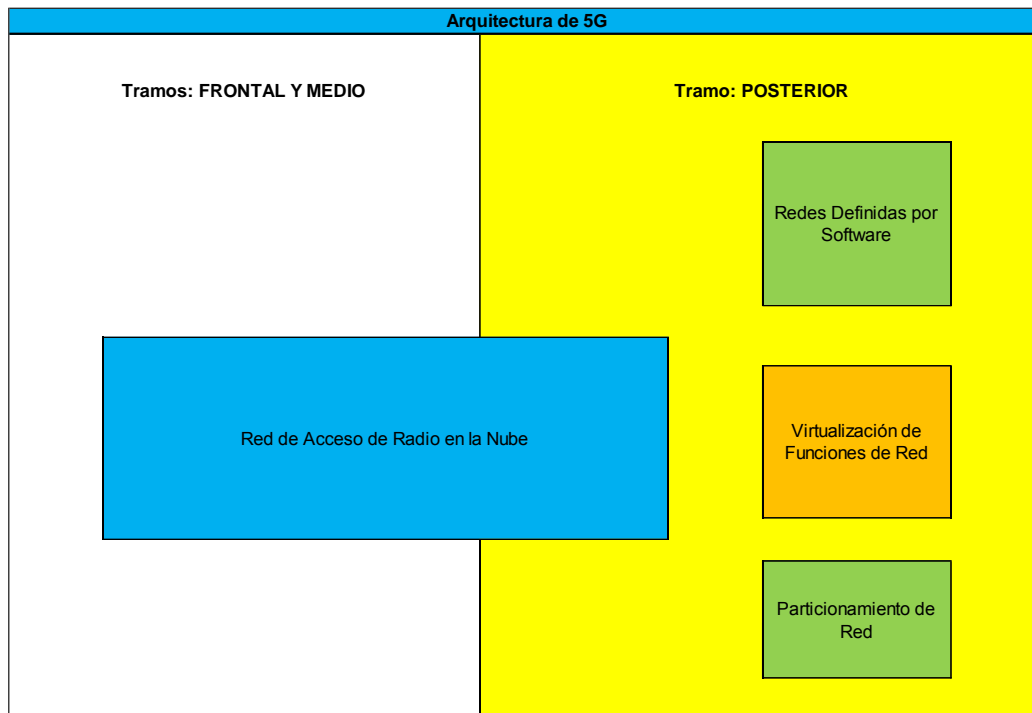 Arquitectura de 5G
Tramos: FRONTAL Y MEDIO
Tramo: POSTERIOR
Redes Definidas por
Software
Red de Acceso de Radio en la Nube
Virtualización de
Funciones de Red
Particionamiento de
Red